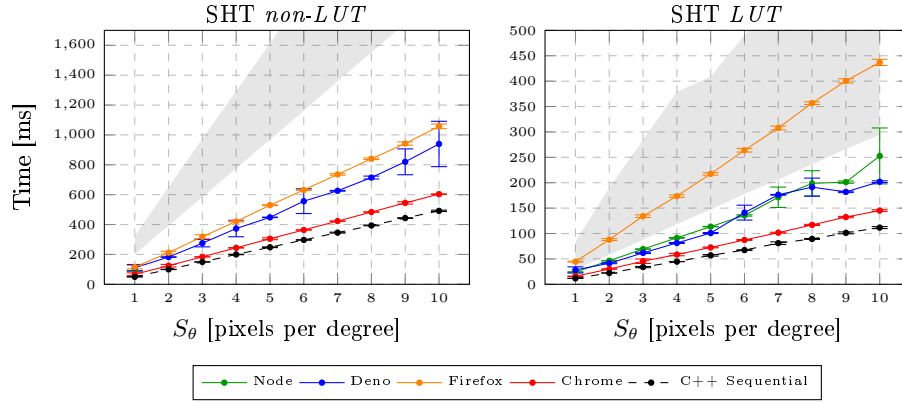 SHT non-LUT
SHT LUT
Time [ms]
1,600
1,400
1,200
1,000
800
600
400
200
0
1 2 3 4 5 6 7 8 9 10
S_θ [pixels per degree]
500
450
400
350
300
250
200
150
100
50
0
1 2 3 4 5 6 7 8 9 10
S_θ [pixels per degree]
Node Deno Firefox Chrome C++ Sequential